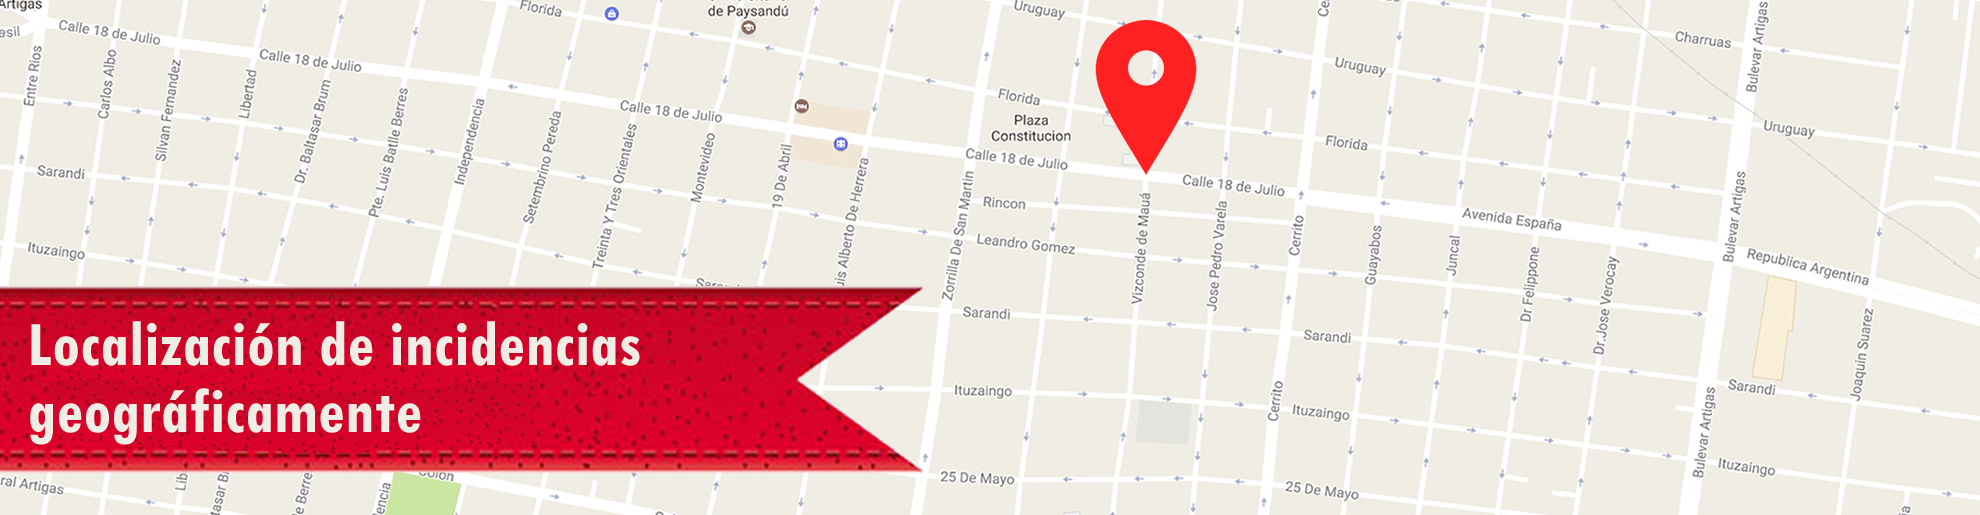 Artigas
Florida
de Paysandú
Uruguay
Calle 18 de Julio
Calle 18 de Julio
Charruas
Bulevar Artigas
Entre Rios
Carlos Albo
Silvan Fernandez
Libertad
Dr. Baltasar Brum
Pte. Luis Batlle Berres
Independencia
Setembrino Pereda
Treinta Y Tres Orientales
Calle 18 de Julio
Montevideo
19 De Abril
Florida
Plaza
Constitucion
Uruguay
Florida
Uruguay
Calle 18 de Julio
Calle 18 de Julio
Avenida España
Sarandi
Rincon
Leandro Gomez
Zorrilla De San Martin
Vizconde de Mauá
Jose Pedro Varela
Cerrito
Guayabos
Juncal
Dr Felippone
Dr.Jose Verocay
Bulevar Artigas
Republica Argentina
Ituzaingo
Alberto De Herrera
Sarandi
Sarandi
Joaquin Suarez
Sarandi
Localización de incidencias
geográficamente
Ituzaingo
Cerrito
Ituzaingo
Bulevar Artigas
Ituzaingo
25 De Mayo
25 De Mayo
Artigas
Colon